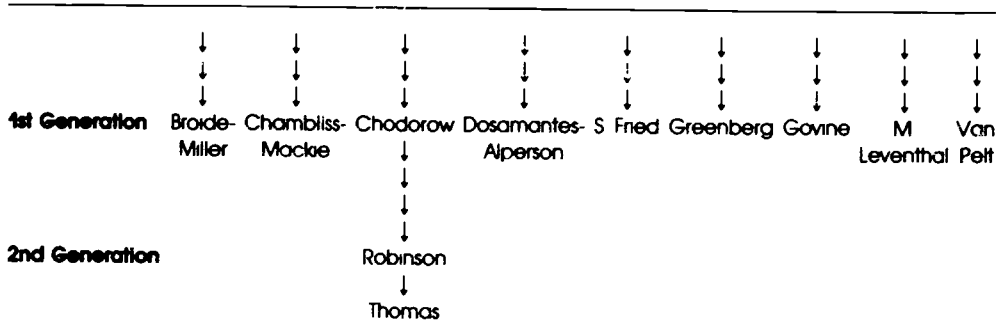 1st Generation Broide- Chambliss- Chodorow Dosamantes- S Fried Greenberg Govine M Van
Miller Mackie Alperson Leventhal Pelt
2nd Generation Robinson
Thomas